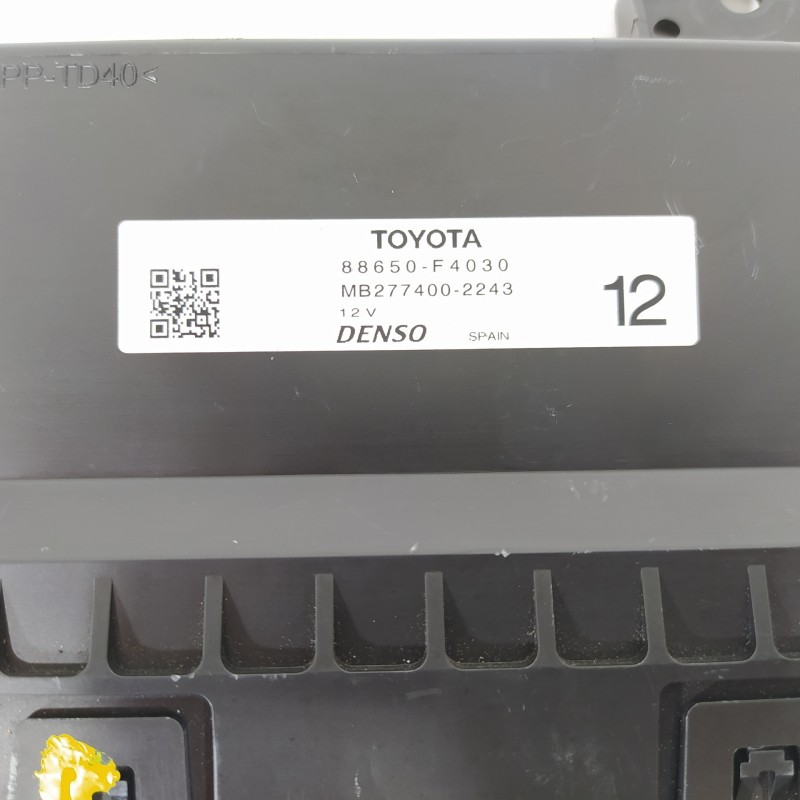 PP-TD40<
TOYOTA
88650-F4030
MB277400-2243
12V
DENSO SPAIN
12